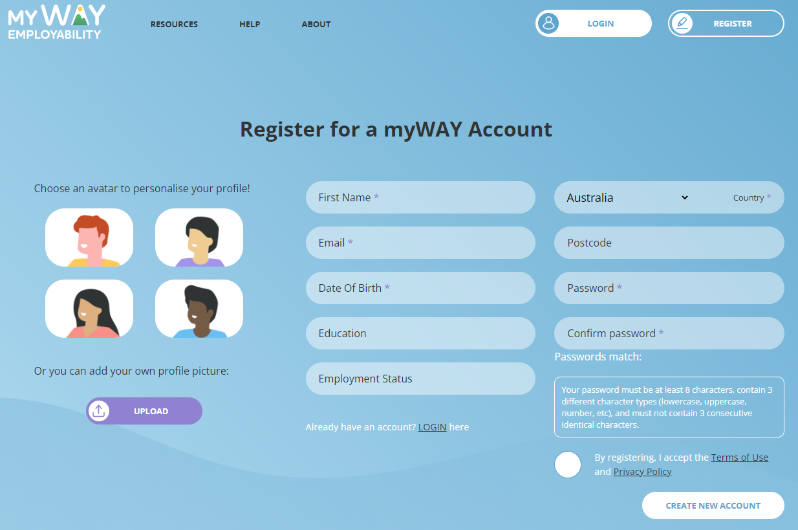 my WAY
EMPLOYABILITY
RESOURCES
HELP
ABOUT
LOGIN
REGISTER
Register for a myWAY Account
Choose an avatar to personalise your profile!
Or you can add your own profile picture:
UPLOAD
First Name *
Email *
Date Of Birth *
Education
Employment Status
Already have an account? LOGIN here
Australia
Country *
Postcode
Password *
Confirm password *
Passwords match:
Your password must be at least 8 characters, contain 3
different character types (lowercase, uppercase,
number, etc), and must not contain 3 consecutive
identical characters.
By registering, I accept the Terms of Use
and Privacy Policy
CREATE NEW ACCOUNT